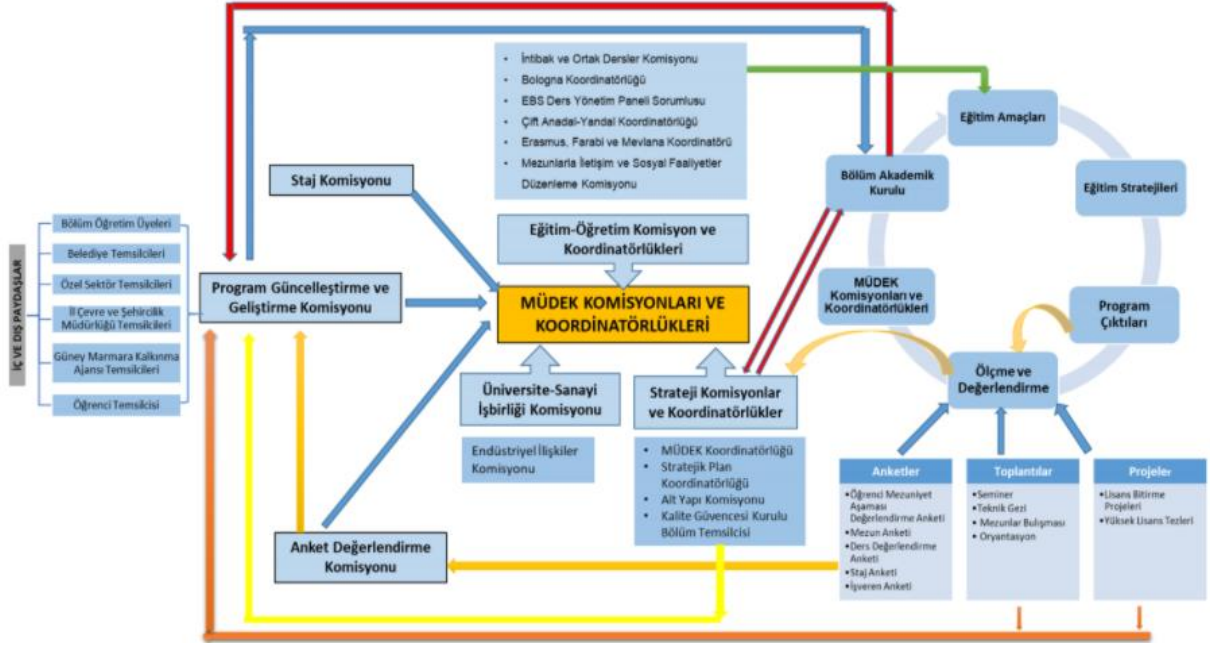 İntibak ve Ortak Dersler Komisyonu
Bologna Koordinatörlüğü
EBS Ders Yönetim Paneli Sorumlusu
Çift Anadal-Yandal Koordinatörlüğü
Erasmus, Farabi ve Mevlana Koordinatörü
Mezunlarla İletişim ve Sosyal Faaliyetler
Düzenleme Komisyonu
Eğitim Amaçları
Bölüm Akademik
Kurulu
Eğitim Stratejileri
Staj Komisyonu
İÇ VE DIŞ PAYDAŞLAR
Bölüm Öğretim Üyeleri
Belediye Temsilcileri
Özel Sektör Temsilcileri
İl Çevre ve Şehircilik
Müdürlüğü Temsilcileri
Güney Marmara Kalkınma
Ajansı Temsilcileri
Öğrenci Temsilcisi
Program Güncelleştirme ve
Geliştirme Komisyonu
Eğitim-Öğretim Komisyon ve
Koordinatörlükleri
MÜDEK KOMİSYONLARI VE
KOORDİNATÖRLÜKLERİ
MÜDEK
Komisyonları ve
Koordinatörlükleri
Program
Çıktıları
Ölçme ve
Değerlendirme
Üniversite-Sanayi
İşbirliği Komisyonu
Endüstriyel İlişkiler
Komisyonu
Strateji Komisyonlar
ve Koordinatörlükler
• MÜDEK Koordinatörlüğü
• Stratejik Plan
Koordinatörlüğü
• Alt Yapı Komisyonu
• Kalite Güvencesi Kurulu
Bölüm Temsilcisi
Anket Değerlendirme
Komisyonu
Anketler
•Öğrenci Mezuniyet
Aşaması
Değerlendirme Anketi
•Mezun Anketi
•Ders Değerlendirme
Anketi
•Staj Anketi
•İşveren Anketi
Toplantılar
•Seminer
•Teknik Gezi
• Mezunlar Buluşması
• Oryantasyon
Projeler
•Lisans Bitirme
Projeleri
•Yüksek Lisans Tezleri